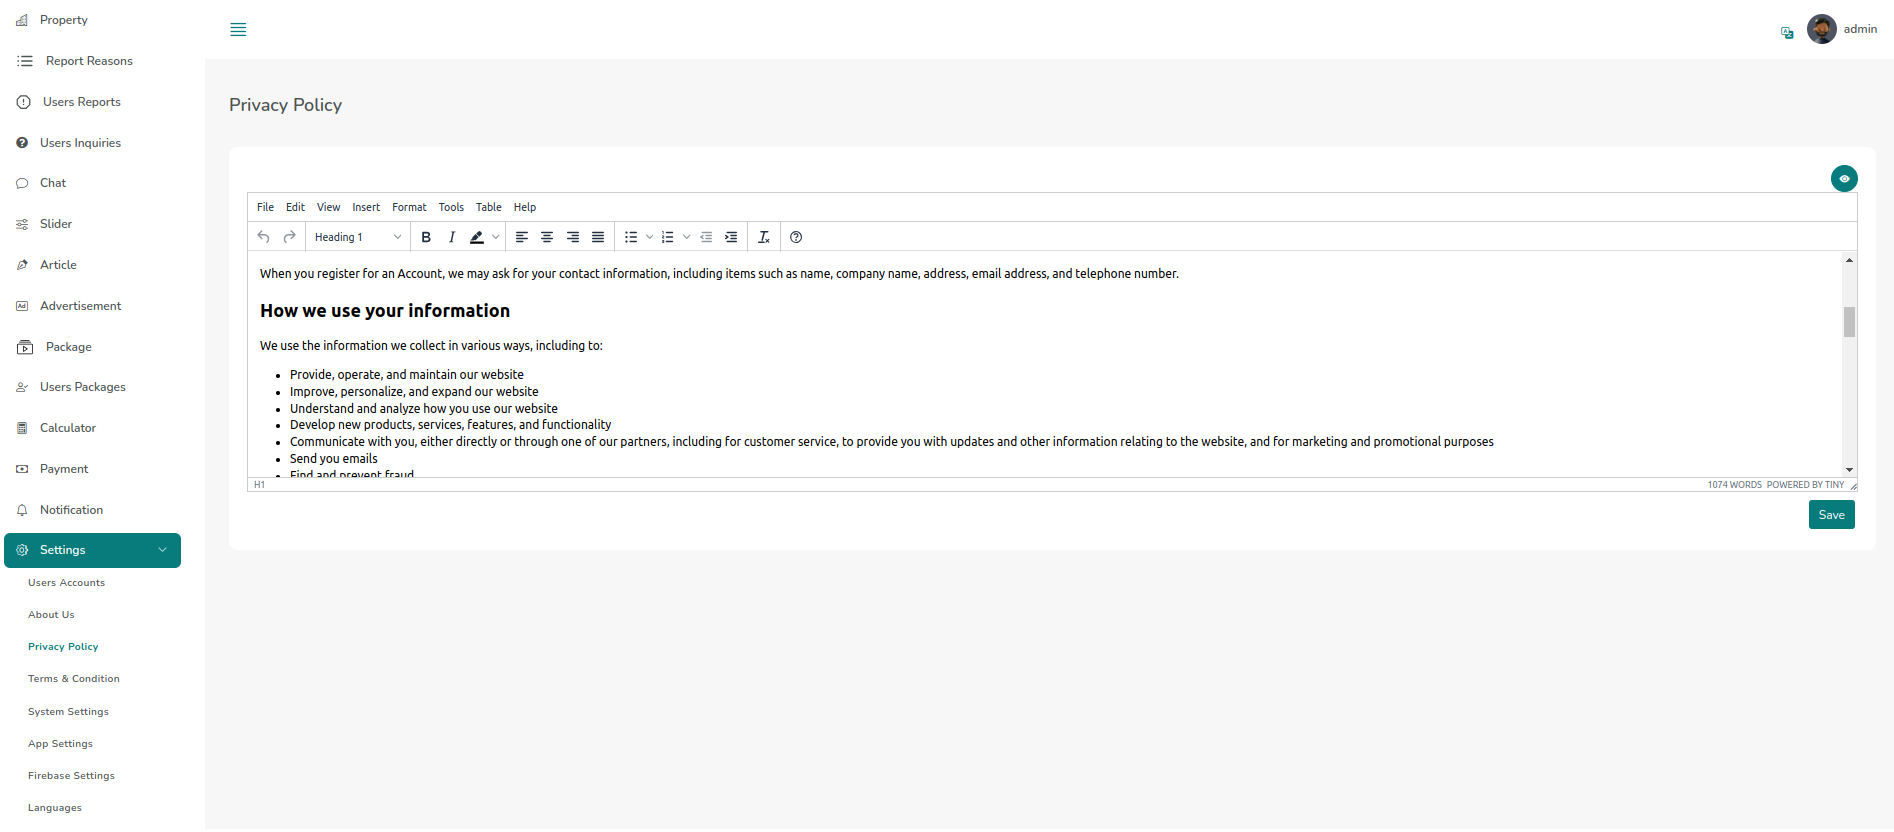 Property
Report Reasons
Users Reports
Users Inquiries
Chat
Slider
Article
Ad Advertisement
Package
Users Packages
Calculator
Payment
Notification
Settings
Users Accounts
About Us
Privacy Policy
Terms & Condition
System Settings
App Settings
Firebase Settings
Languages
admin
Privacy Policy
File Edit View Insert Format Tools Table Help
Heading 1 B I
When you register for an Account, we may ask for your contact information, including items such as name, company name, address, email address, and telephone number.
How we use your information
We use the information we collect in various ways, including to:
• Provide, operate, and maintain our website
• Improve, personalize, and expand our website
• Understand and analyze how you use our website
• Develop new products, services, features, and functionality
• Communicate with you, either directly or through one of our partners, including for customer service, to provide you with updates and other information relating to the website, and for marketing and promotional purposes
• Send you emails
• Find and prevent fraud
H1 1074 WORDS POWERED BY TINY
Save